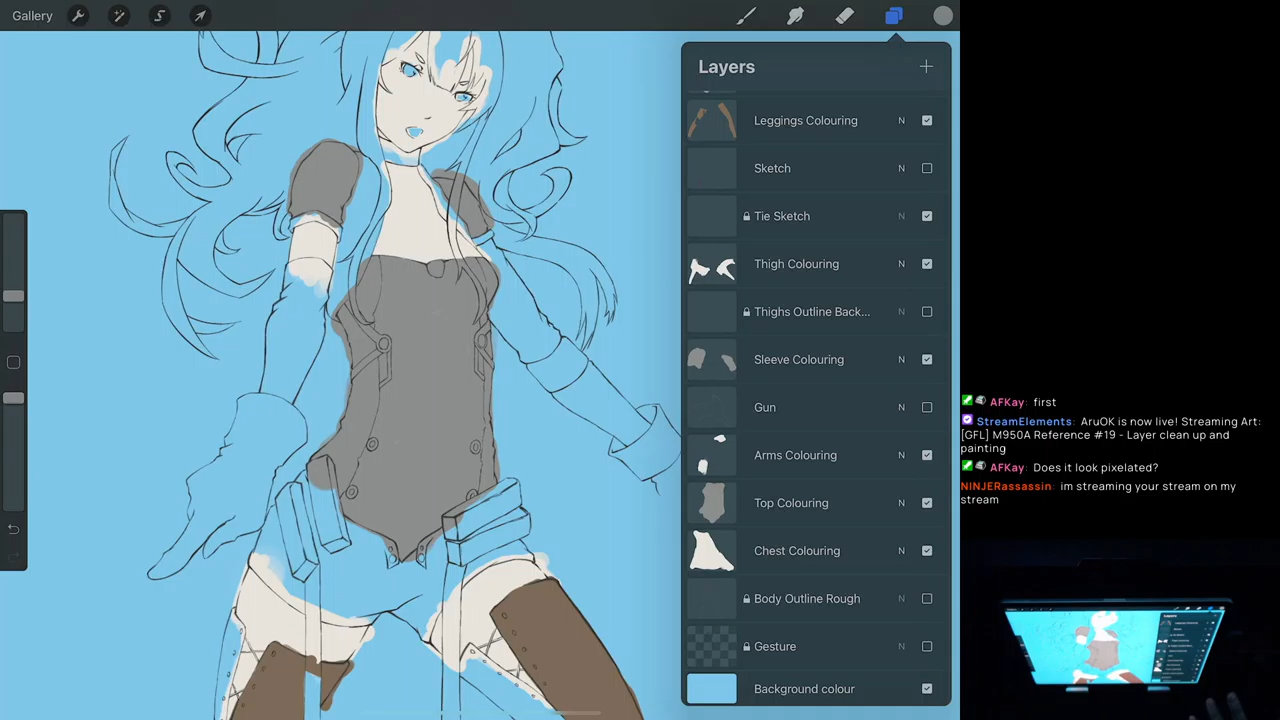 Gallery
Layers
Leggings Colouring N
Sketch N
Tie Sketch N
Thigh Colouring N
Thighs Outline Back... N
Sleeve Colouring N
Gun N
Arms Colouring N
Top Colouring N
Chest Colouring N
Body Outline Rough N
Gesture N
Background colour
AFKay: first
StreamElements: AruOK is now live! Streaming Art:
[GFL] M950A Reference #19 - Layer clean up and
painting
AFKay: Does it look pixelated?
NINJERassassin: im streaming your stream on my
stream